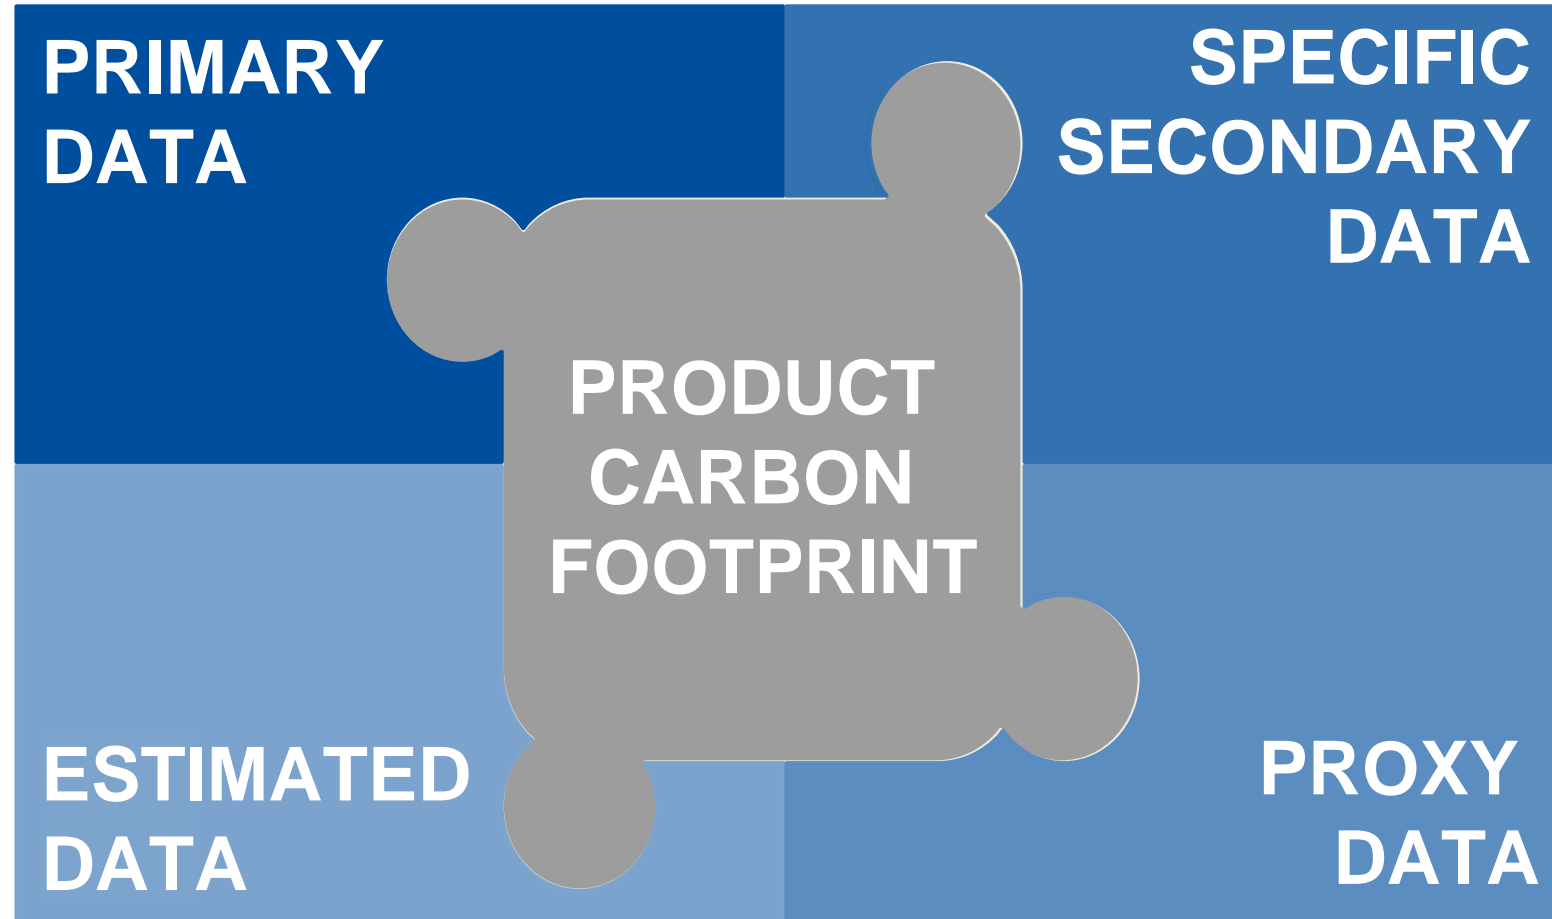 PRIMARY
DATA
SPECIFIC
SECONDARY
DATA
PRODUCT
CARBON
FOOTPRINT
ESTIMATED
DATA
PROXY
DATA